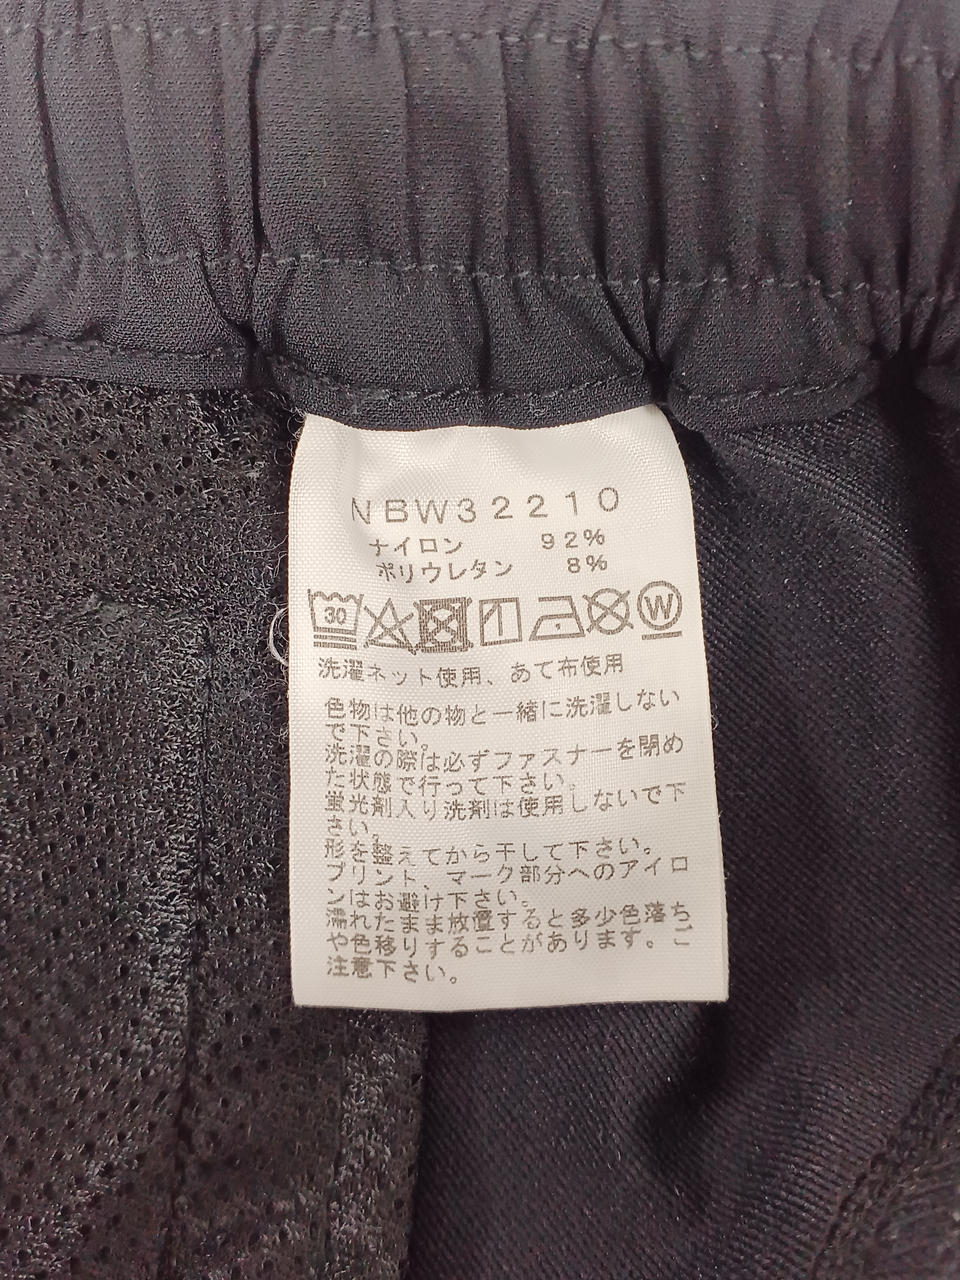 NBW32210
ナイロン 92%
ポリウレタン 8%
30 W
洗濯ネット使用、あて布使用
色物は他の物と一緒に洗濯しない
で下さい。
洗濯の際は必ずファスナーを閉め
た状態で行って下さい。
蛍光剤入り洗剤は使用しないで下
さい。
形を整えてから干して下さい。
プリント、マーク部分へのアイロ
ンはお避け下さい。
濡れたまま放置すると多少色落ち
や色移りすることがあります。ご
注意下さい。